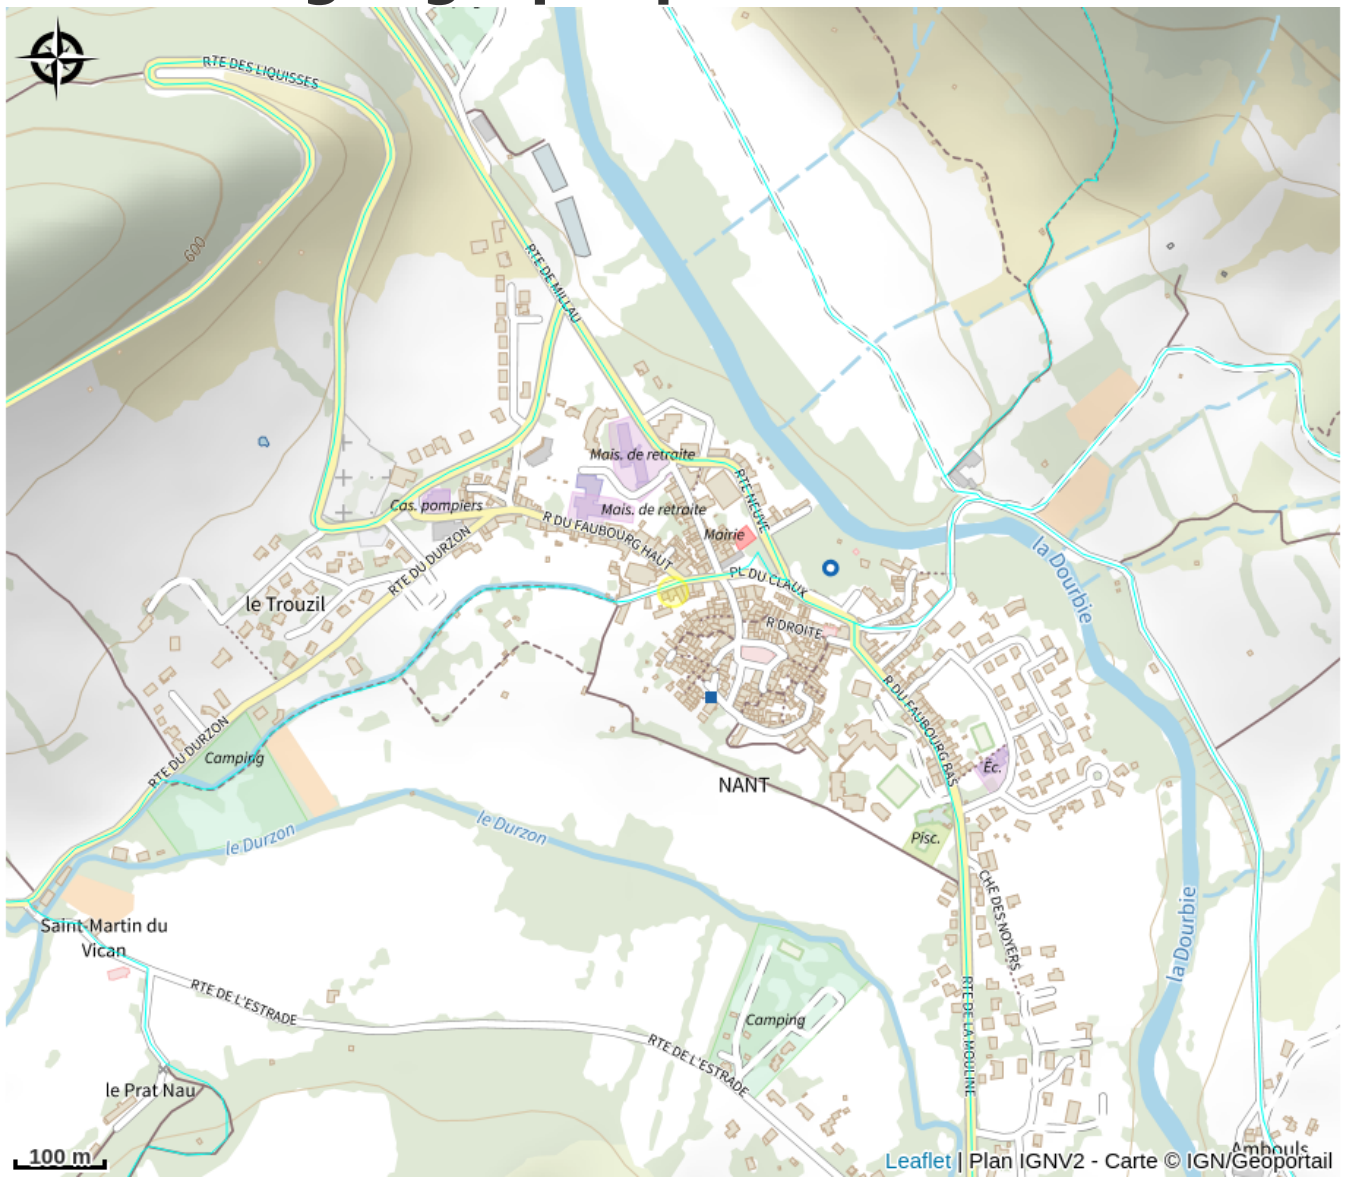 RTE DES LIQUISSES
600
RTE DE MILLAU
Mais. de retraite
RTE NEUVE
Cas. pompiers
Mais. de retraite
R DU FAUBOURG HAUT
Mairie
RTE DU DURZON
la Dourbie
PL DU CLAUX
le Trouzil
R DROITE
R DU FAUBOURG BAS
RTE DU DURZON
Camping
Éc.
NANT
le Durzon
le Durzon
Pisc.
CHE DES NOYERS
la Dourbie
Saint-Martin du
Vican
RTE DE L'ESTRADE
Camping
RTE DE LA MOULINE
RTE DE L'ESTRADE
le Prat Nau
Ambouls
100 m
Leaflet | Plan IGNV2 - Carte © IGN/Geoportail